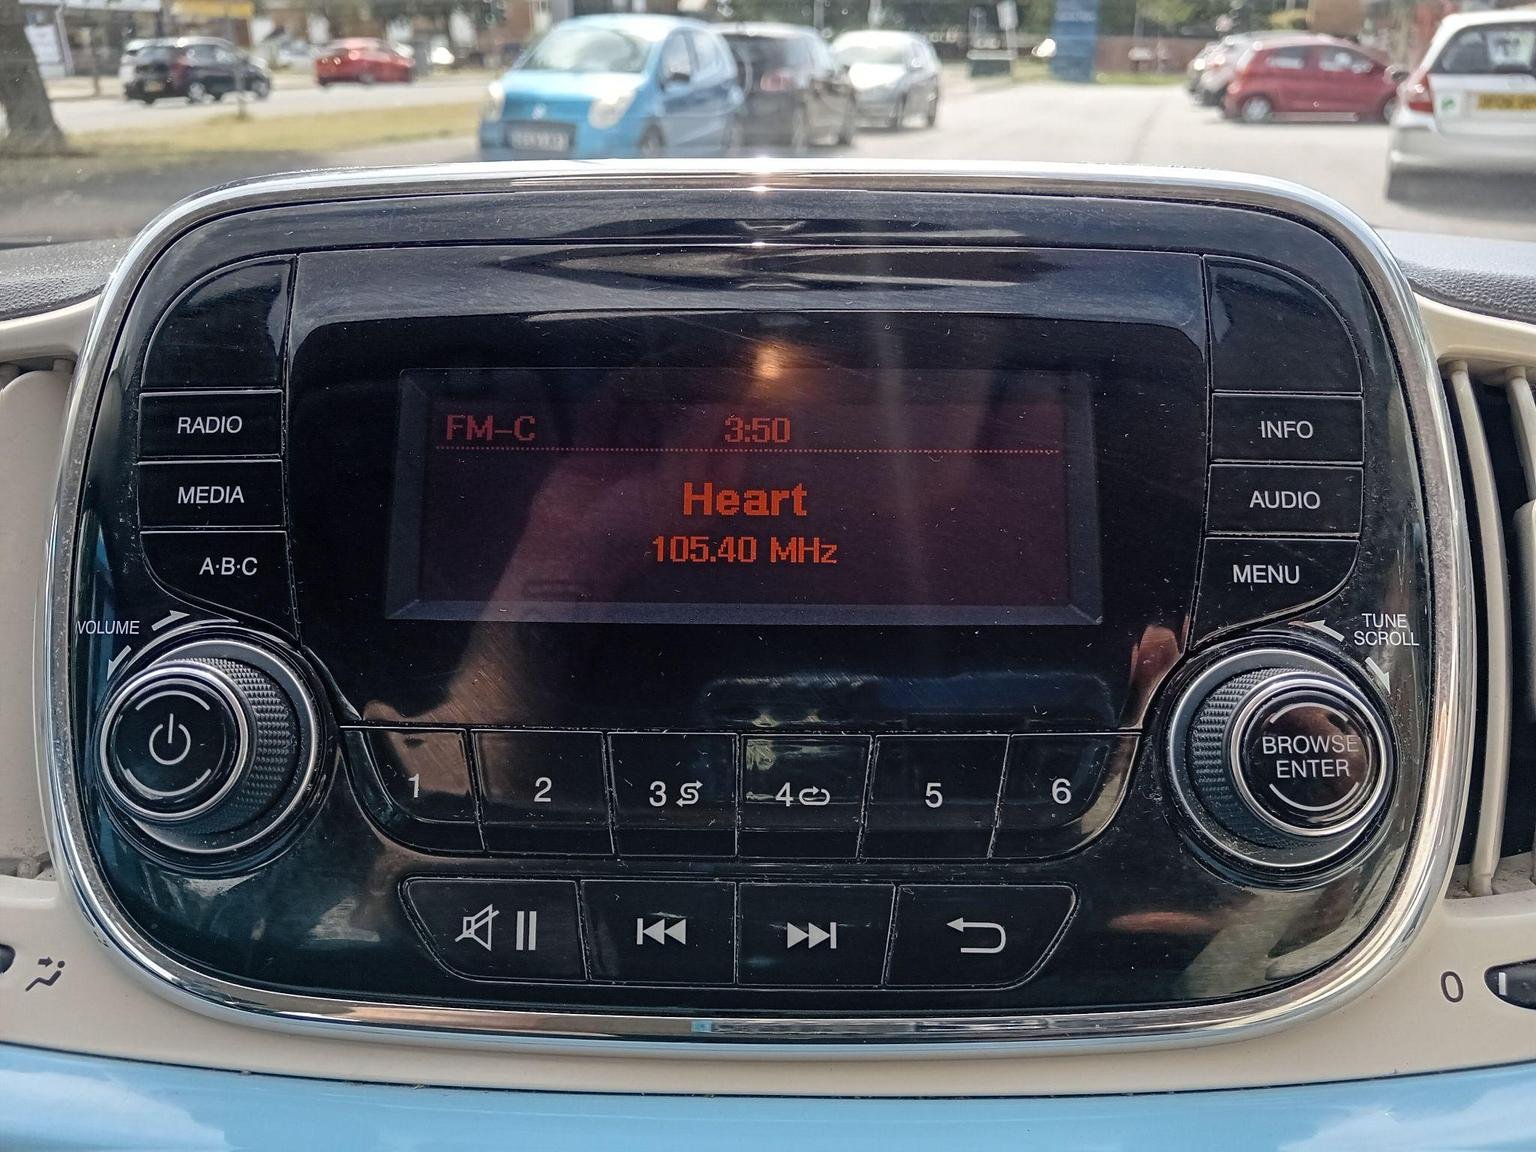 FM-C 3:50
Heart
105.40 MHz
RADIO
MEDIA
A·B·C
VOLUME
INFO
AUDIO
MENU
TUNE
SCROLL
BROWSE
ENTER
1 2 3 4 5 6
0